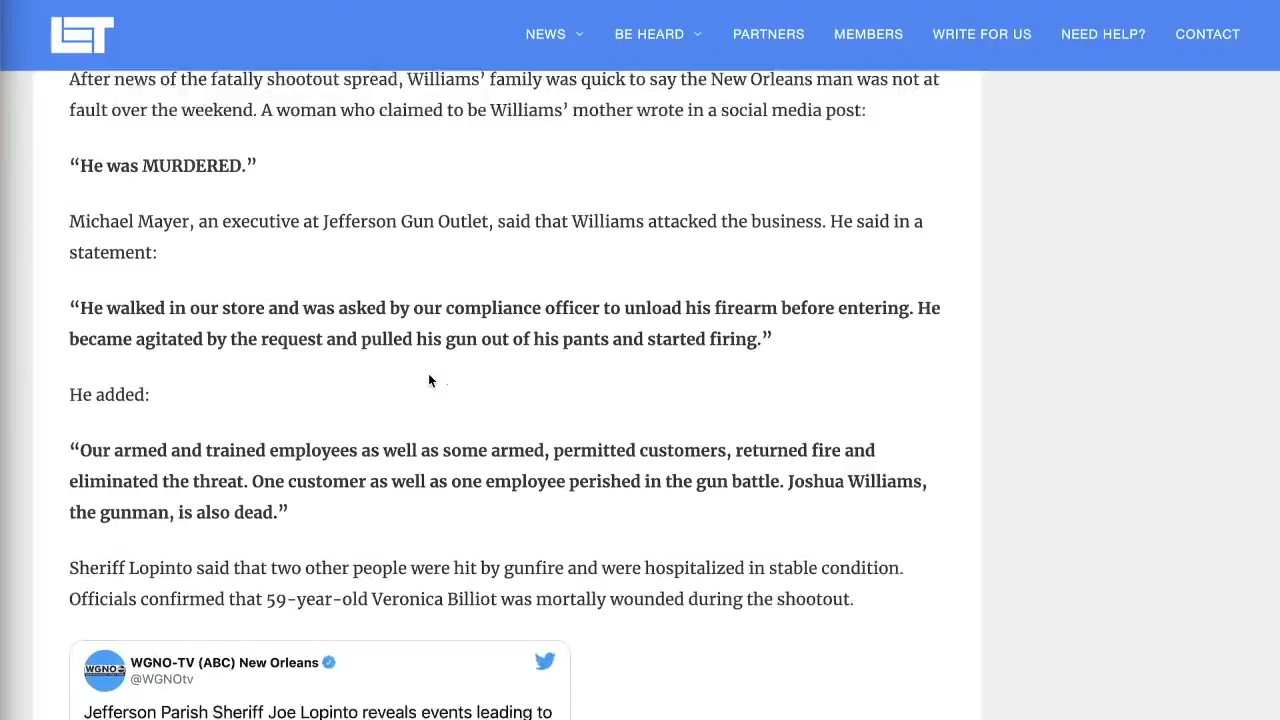 LET
NEWS BE HEARD PARTNERS MEMBERS WRITE FOR US NEED HELP? CONTACT
After news of the fatally shootout spread, Williams’ family was quick to say the New Orleans man was not at
fault over the weekend. A woman who claimed to be Williams’ mother wrote in a social media post:
“He was MURDERED.”
Michael Mayer, an executive at Jefferson Gun Outlet, said that Williams attacked the business. He said in a
statement:
“He walked in our store and was asked by our compliance officer to unload his firearm before entering. He
became agitated by the request and pulled his gun out of his pants and started firing.”
He added:
“Our armed and trained employees as well as some armed, permitted customers, returned fire and
eliminated the threat. One customer as well as one employee perished in the gun battle. Joshua Williams,
the gunman, is also dead.”
Sheriff Lopinto said that two other people were hit by gunfire and were hospitalized in stable condition.
Officials confirmed that 59-year-old Veronica Billiot was mortally wounded during the shootout.
WGNO
WGNO-TV (ABC) New Orleans
@WGNOtv
Jefferson Parish Sheriff Joe Lopinto reveals events leading to